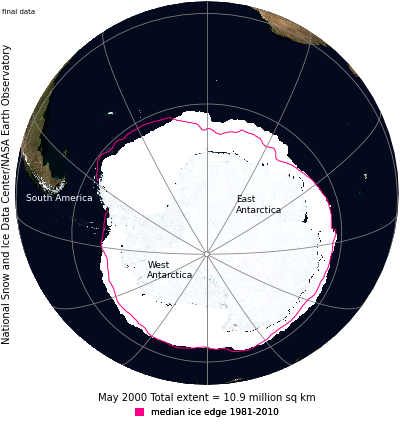 final data
National Snow and Ice Data Center/NASA Earth Observatory
South America
East
Antarctica
West
Antarctica
May 2000 Total extent = 10.9 million sq km
median ice edge 1981-2010